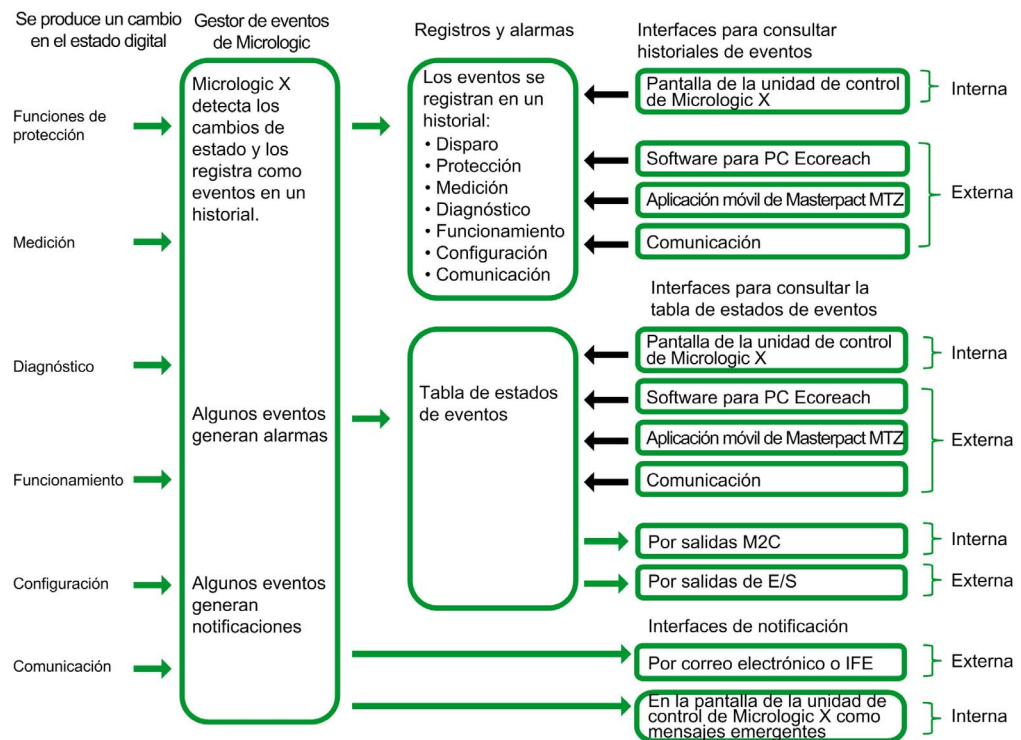 Se produce un cambio
en el estado digital
Gestor de eventos
de Micrologic
Registros y alarmas
Interfaces para consultar
historiales de eventos
Funciones de
protección
Medición
Diagnóstico
Funcionamiento
Configuración
Comunicación
Micrologic X
detecta los
cambios de
estado y los
registra como
eventos en un
historial.
Algunos eventos
generan alarmas
Algunos eventos
generan
notificaciones
Los eventos se
registran en un
historial:
• Disparo
• Protección
• Medición
• Diagnóstico
• Funcionamiento
• Configuración
• Comunicación
Tabla de estados
de eventos
Pantalla de la unidad de control
de Micrologic X
Interna
Software para PC Ecoreach
Aplicación móvil de Masterpact MTZ
Comunicación
Externa
Interfaces para consultar la
tabla de estados de eventos
Pantalla de la unidad de control
de Micrologic X
Interna
Software para PC Ecoreach
Aplicación móvil de Masterpact MTZ
Comunicación
Externa
Por salidas M2C
Interna
Por salidas de E/S
Externa
Interfaces de notificación
Por correo electrónico o IFE
Externa
En la pantalla de la unidad de
control de Micrologic X como
mensajes emergentes
Interna